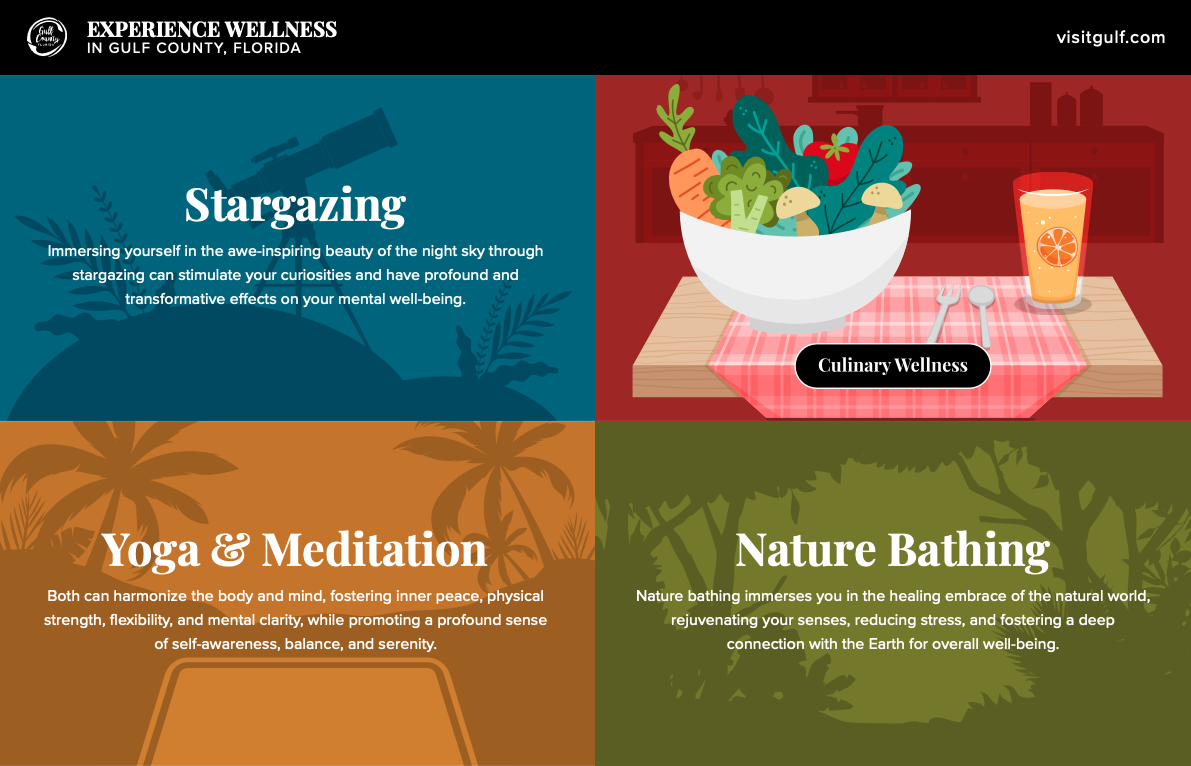 Gulf
County
FLORIDA
EXPERIENCE WELLNESS
IN GULF COUNTY, FLORIDA
visitgulf.com
Stargazing
Immersing yourself in the awe-inspiring beauty of the night sky through
stargazing can stimulate your curiosities and have profound and
transformative effects on your mental well-being.
Culinary Wellness
Yoga & Meditation
Both can harmonize the body and mind, fostering inner peace, physical
strength, flexibility, and mental clarity, while promoting a profound sense
of self-awareness, balance, and serenity.
Nature Bathing
Nature bathing immerses you in the healing embrace of the natural world,
rejuvenating your senses, reducing stress, and fostering a deep
connection with the Earth for overall well-being.